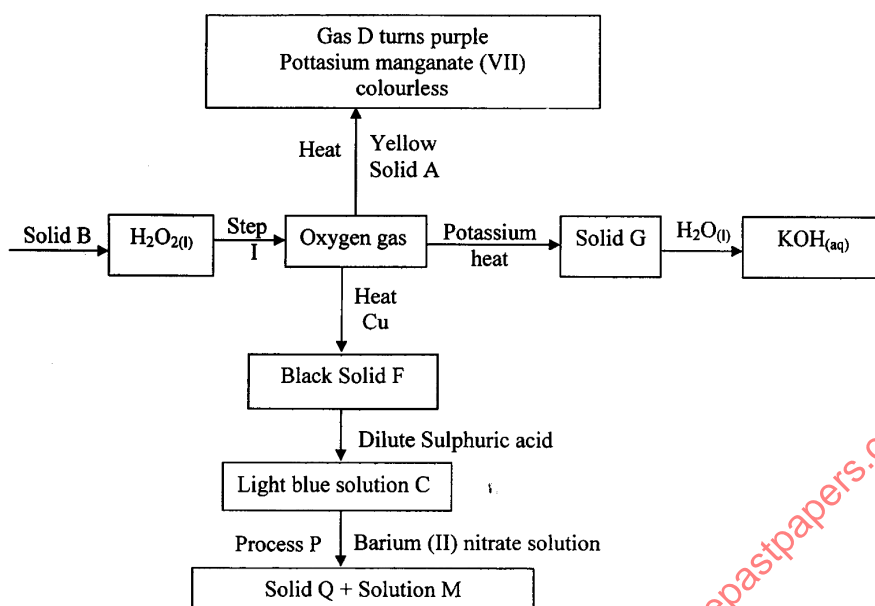 Gas D turns purple
Pottasium manganate (VII)
colourless
Heat
Yellow
Solid A
Solid B
H₂O₂(l)
Step
I
Oxygen gas
Potassium
heat
Solid G
H₂O(l)
KOH(aq)
Heat
Cu
Black Solid F
Dilute Sulphuric acid
Light blue solution C
Process P
Barium (II) nitrate solution
Solid Q + Solution M
epastpapers.c